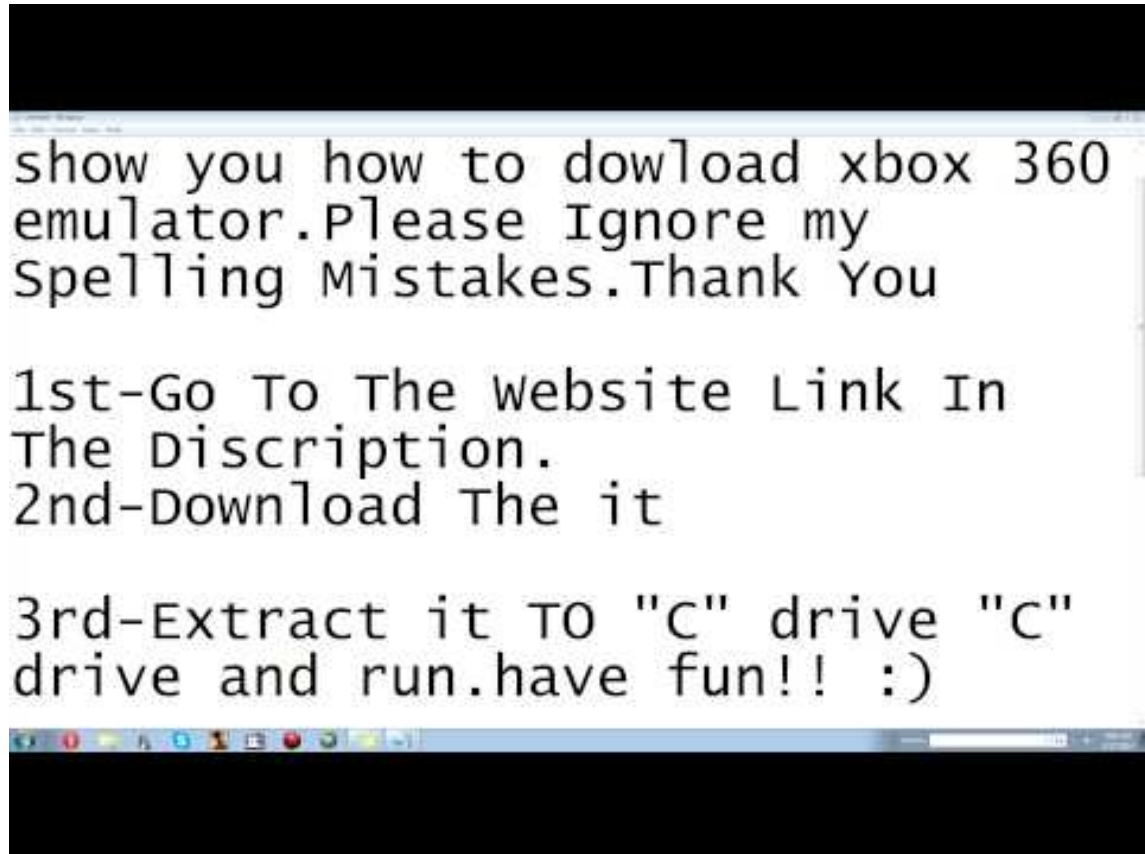 show you how to dowload xbox 360
emulator.Please Ignore my
Spelling Mistakes.Thank You
1st-Go To The Website Link In
The Discription.
2nd-Download The it
3rd-Extract it TO "C" drive "C"
drive and run.have fun!! :)